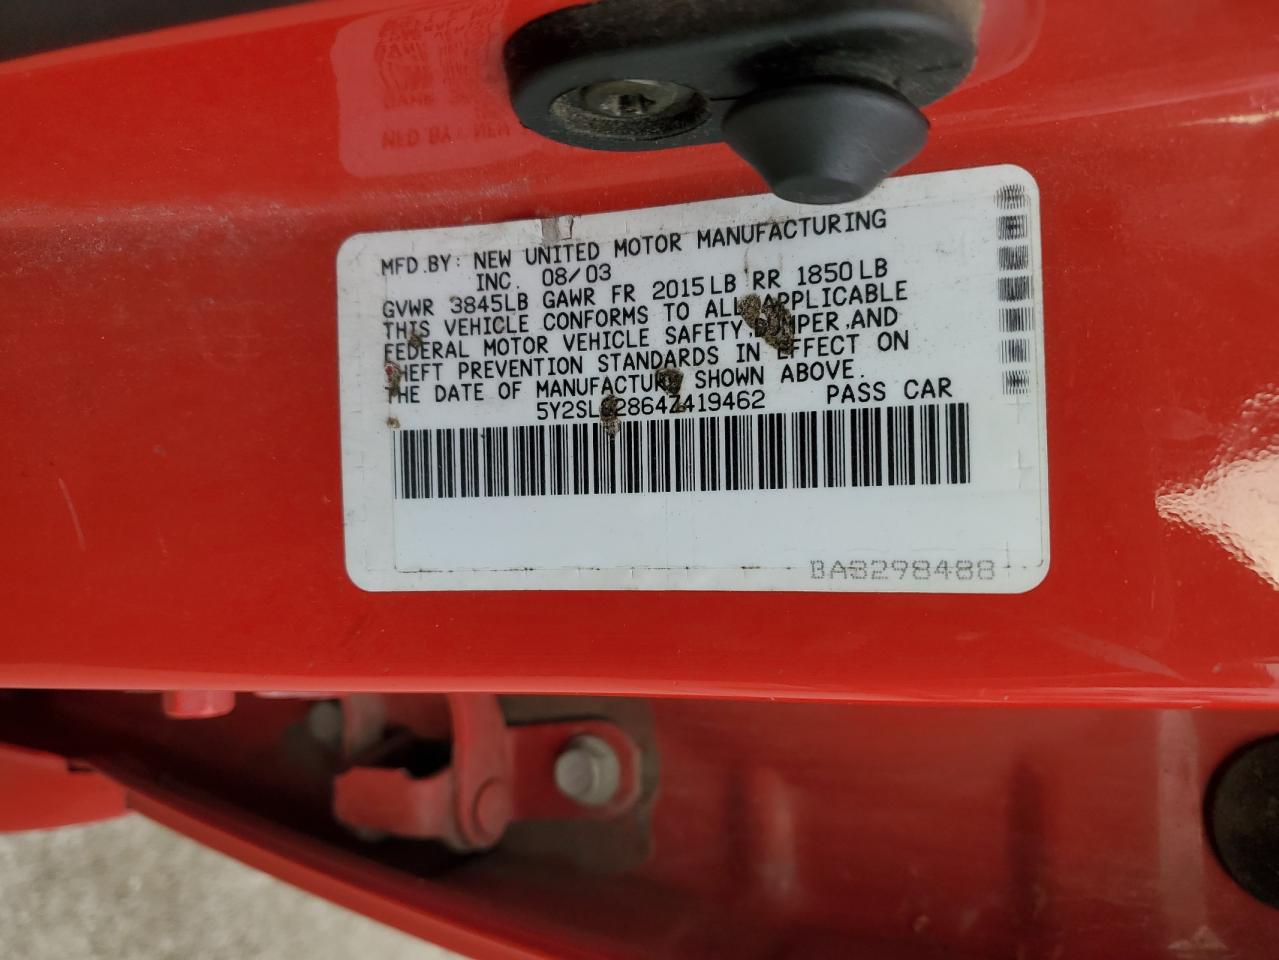 MFD.BY: NEW UNITED MOTOR MANUFACTURING
INC. 08/03
GVWR 3845LB GAWR FR 2015LB RR 1850LB
THIS VEHICLE CONFORMS TO ALL APPLICABLE
FEDERAL MOTOR VEHICLE SAFETY,BUMPER,AND
THEFT PREVENTION STANDARDS IN EFFECT ON
THE DATE OF MANUFACTURE SHOWN ABOVE.
5Y2SL62864Z419462 PASS CAR
BA8298488